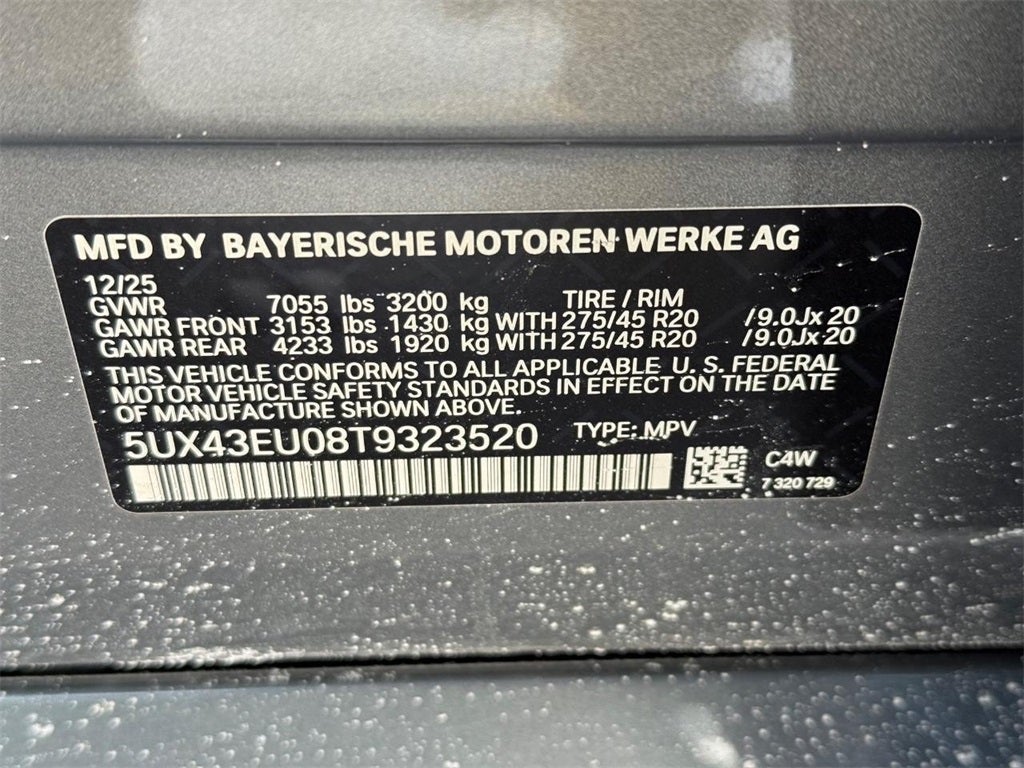 MFD BY BAYERISCHE MOTOREN WERKE AG
12/25
GVWR 7055 lbs 3200 kg TIRE / RIM
GAWR FRONT 3153 lbs 1430 kg WITH 275/45 R20 /9.0Jx20
GAWR REAR 4233 lbs 1920 kg WITH 275/45 R20 /9.0Jx20
THIS VEHICLE CONFORMS TO ALL APPLICABLE U. S. FEDERAL
MOTOR VEHICLE SAFETY STANDARDS IN EFFECT ON THE DATE
OF MANUFACTURE SHOWN ABOVE.
5UX43EU08T9323520 TYPE: MPV
C4W
7 320 729